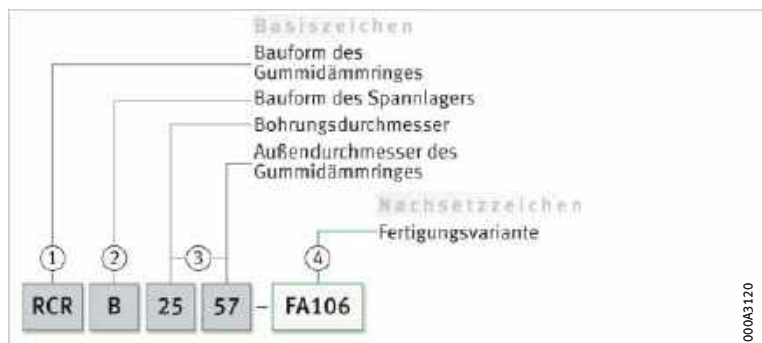 Basiszeichen
Bauform des
Gummidämmringes
Bauform des Spannlagers
Bohrungsdurchmesser
Außendurchmesser des
Gummidämmringes
Nachsetzzeichen
Fertigungsvariante
1 2 3 4
RCR B 25 57 – FA106
000A3120